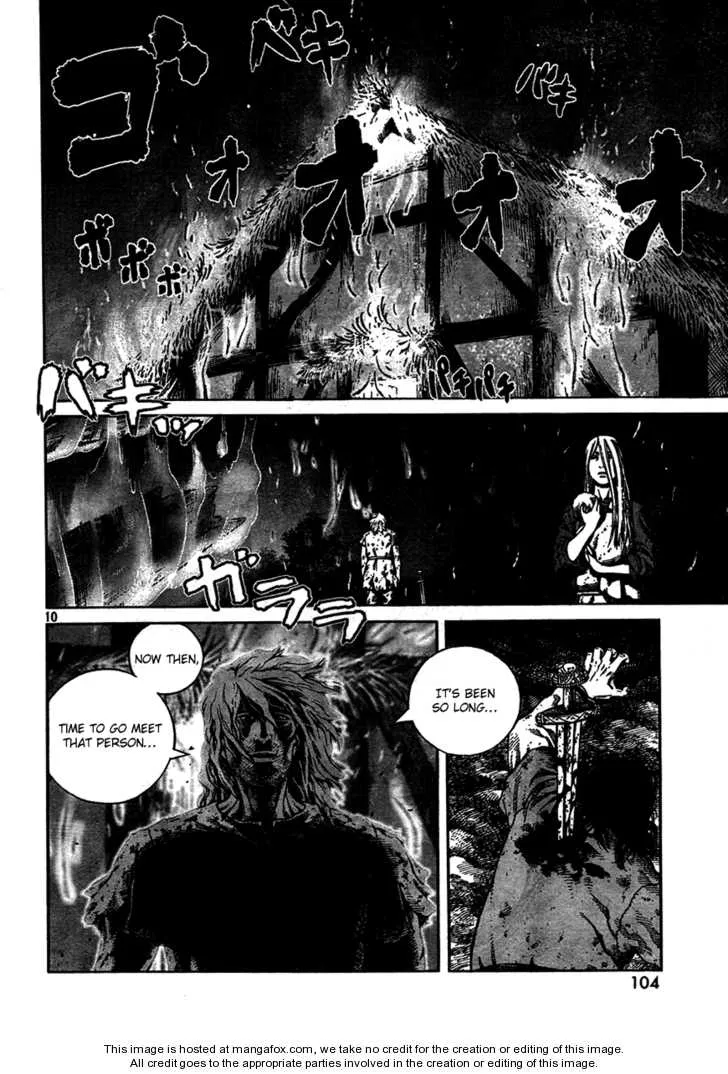 ベキ
バキ
ゴオオオオ
ボボボ
パチパチ
バキッ
ガララ
10
IT'S BEEN
SO LONG...
NOW THEN,
TIME TO GO MEET
THAT PERSON...
104
This image is hosted at mangafox.com, we take no credit for the creation or editing of this image.
All credit goes to the appropriate parties involved in the creation or editing of this image.